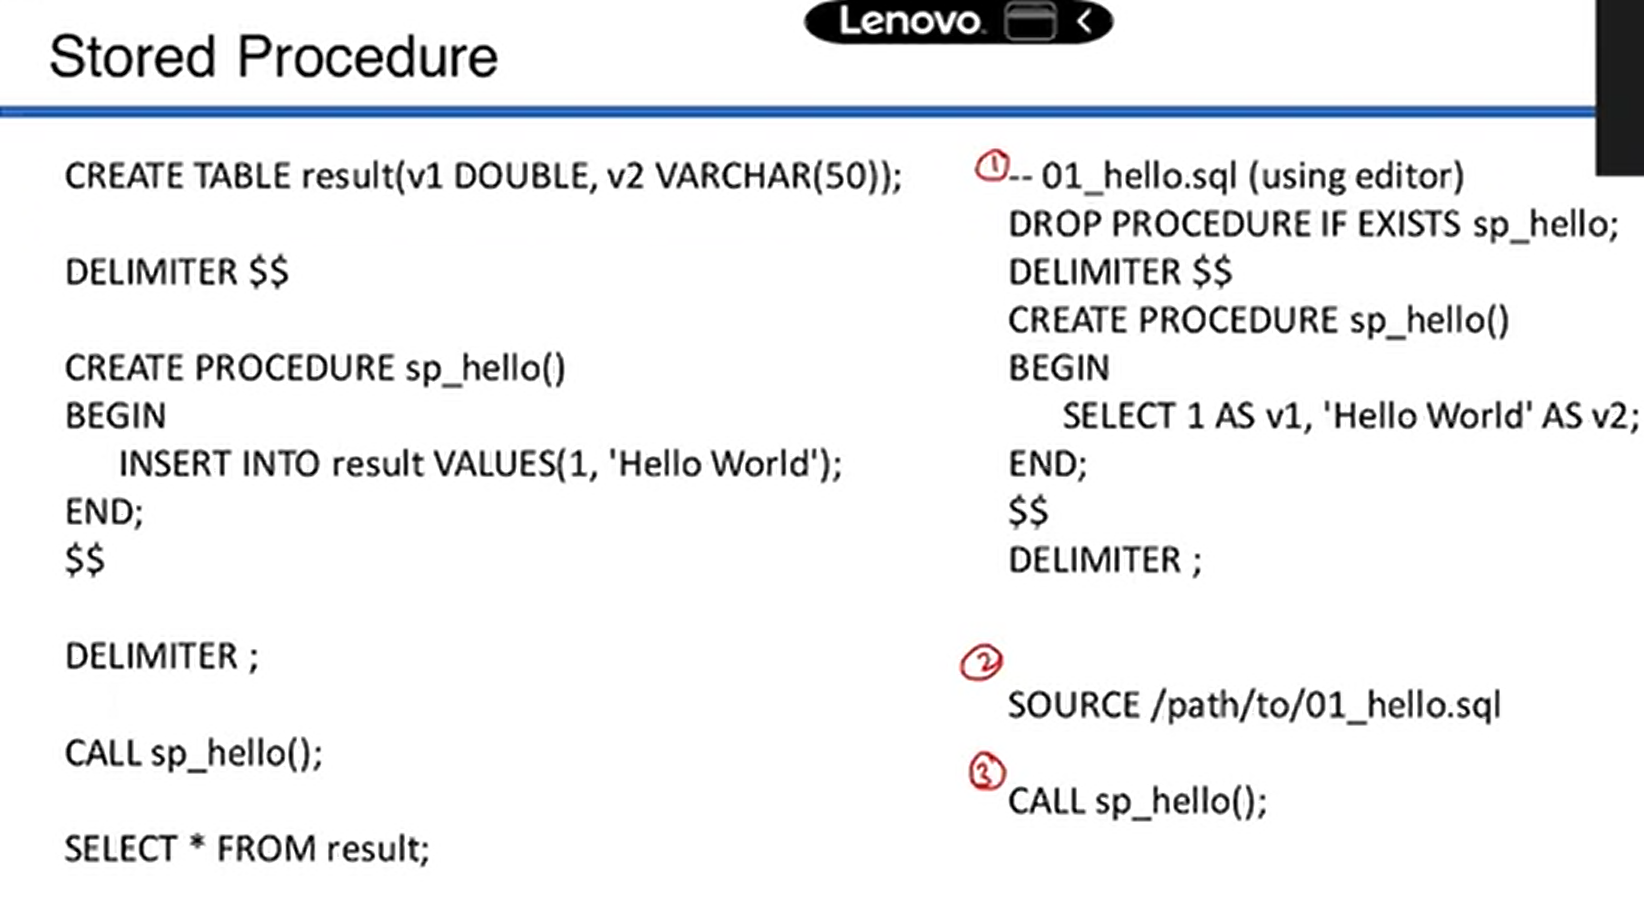 Lenovo.
Stored Procedure
CREATE TABLE result(v1 DOUBLE, v2 VARCHAR(50));
DELIMITER $$
CREATE PROCEDURE sp_hello()
BEGIN
INSERT INTO result VALUES(1, 'Hello World');
END;
$$
DELIMITER ;
CALL sp_hello();
SELECT * FROM result;
1
-- 01_hello.sql (using editor)
DROP PROCEDURE IF EXISTS sp_hello;
DELIMITER $$
CREATE PROCEDURE sp_hello()
BEGIN
SELECT 1 AS v1, 'Hello World' AS v2;
END;
$$
DELIMITER ;
2
SOURCE /path/to/01_hello.sql
3
CALL sp_hello();